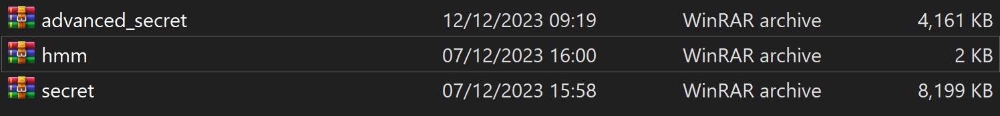 advanced_secret 12/12/2023 09:19 WinRAR archive 4,161 KB
hmm 07/12/2023 16:00 WinRAR archive 2 KB
secret 07/12/2023 15:58 WinRAR archive 8,199 KB